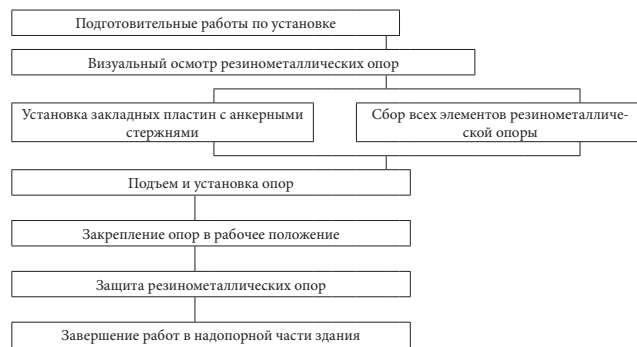 Подготовительные работы по установке
Визуальный осмотр резинометаллических опор
Установка закладных пластин с анкерными
стержнями
Сбор всех элементов резинометалличе-
ской опоры
Подъем и установка опор
Закрепление опор в рабочее положение
Защита резинометаллических опор
Завершение работ в надопорной части здания